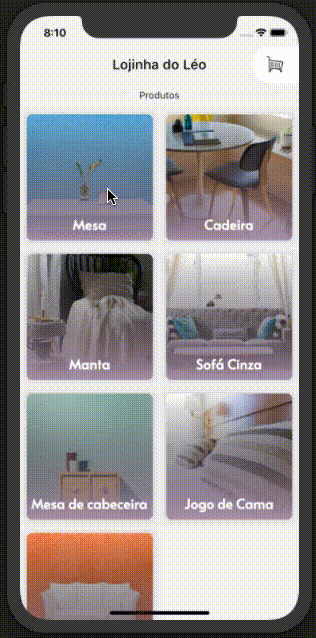 8:10
Lojinha do Léo
Produtos
Mesa
Cadeira
Manta
Sofá Cinza
Mesa de cabeceira
Jogo de Cama